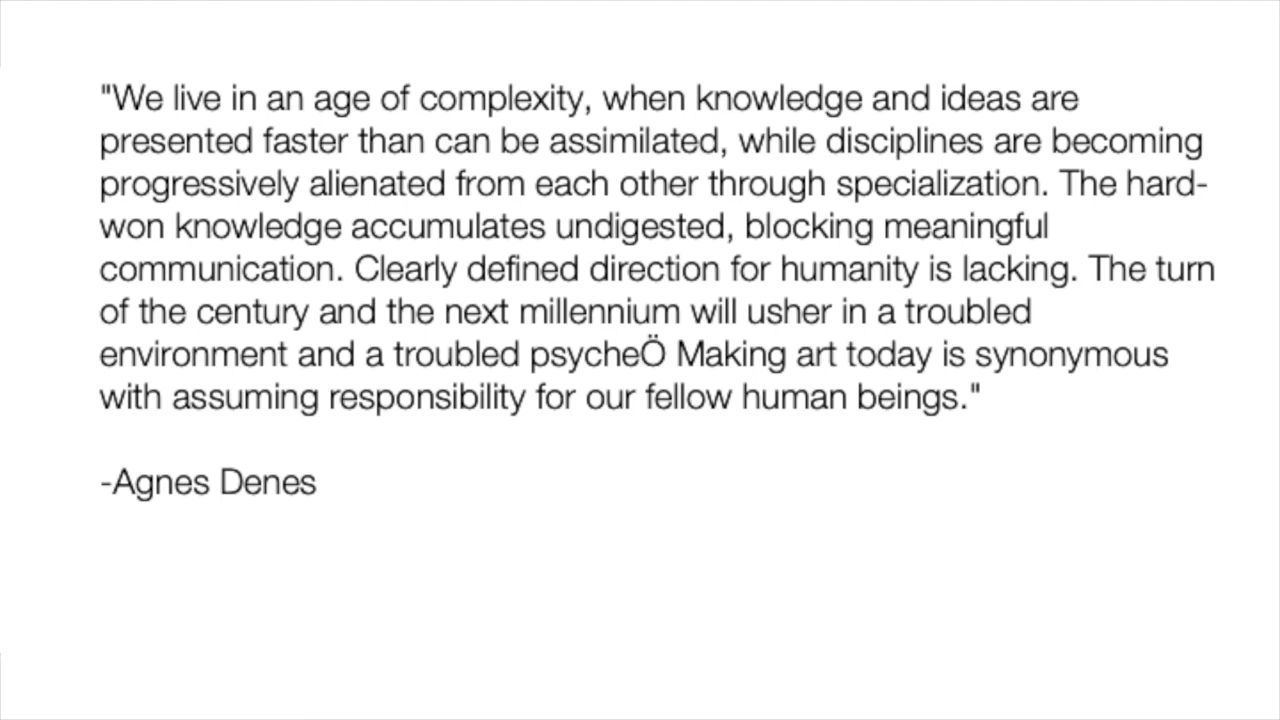 "We live in an age of complexity, when knowledge and ideas are
presented faster than can be assimilated, while disciplines are becoming
progressively alienated from each other through specialization. The hard-
won knowledge accumulates undigested, blocking meaningful
communication. Clearly defined direction for humanity is lacking. The turn
of the century and the next millennium will usher in a troubled
environment and a troubled psycheÖ Making art today is synonymous
with assuming responsibility for our fellow human beings."
-Agnes Denes